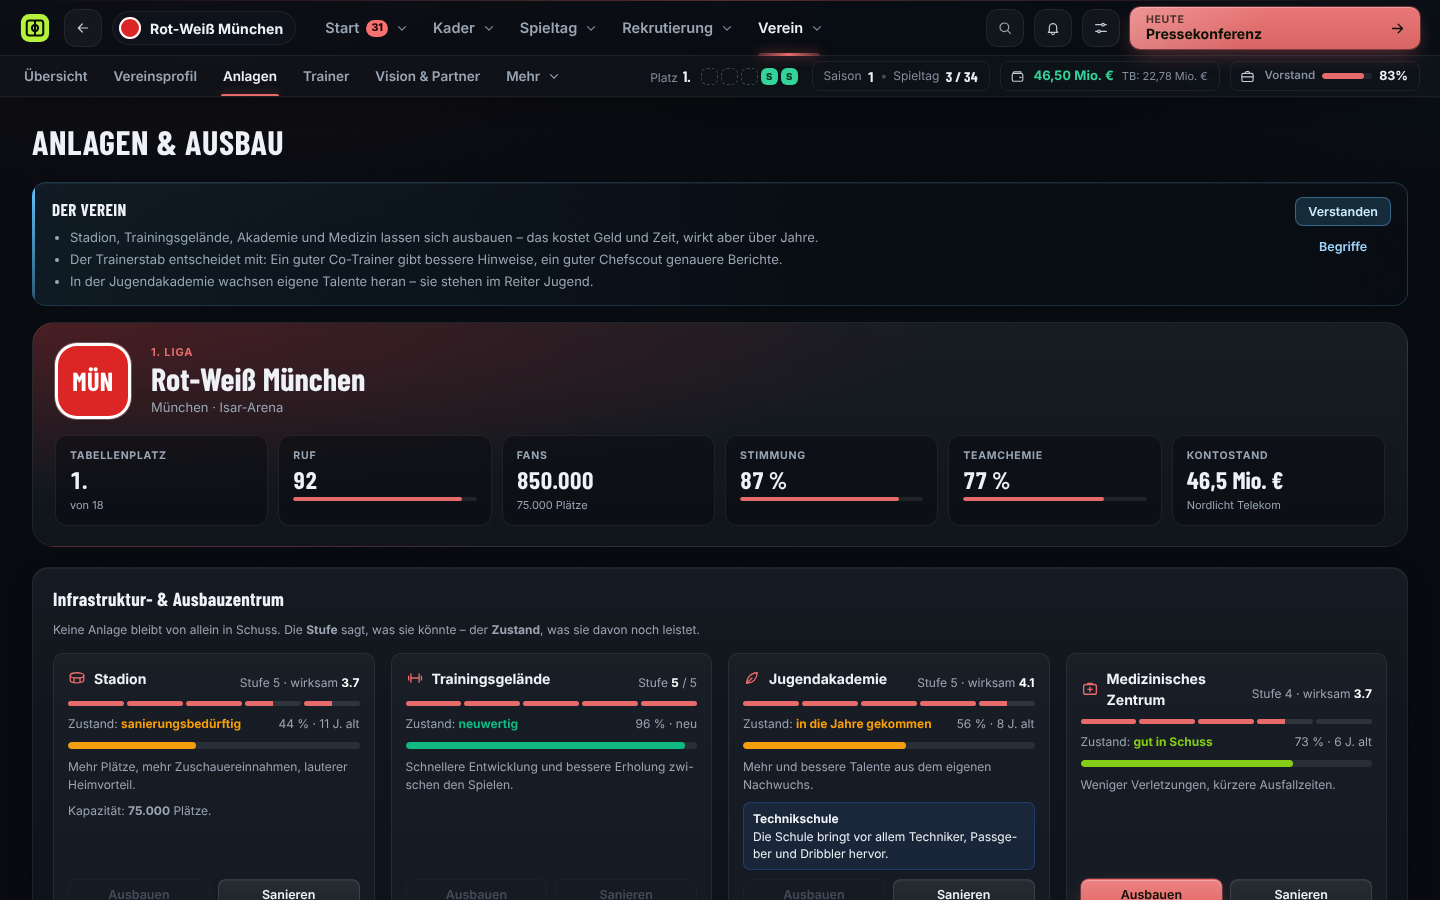 Rot-Weiß München
Start 31
Kader
Spieltag
Rekrutierung
Verein
HEUTE
Pressekonferenz
Übersicht
Vereinsprofil
Anlagen
Trainer
Vision & Partner
Mehr
Platz 1.
S S
Saison 1 • Spieltag 3 / 34
46,50 Mio. € TB: 22,78 Mio. €
Vorstand 83%
ANLAGEN & AUSBAU
DER VEREIN
• Stadion, Trainingsgelände, Akademie und Medizin lassen sich ausbauen – das kostet Geld und Zeit, wirkt aber über Jahre.
• Der Trainerstab entscheidet mit: Ein guter Co-Trainer gibt bessere Hinweise, ein guter Chefscout genauere Berichte.
• In der Jugendakademie wachsen eigene Talente heran – sie stehen im Reiter Jugend.
Verstanden
Begriffe
MÜN
1. LIGA
Rot-Weiß München
München · Isar-Arena
TABELLENPLATZ
1.
von 18
RUF
92
FANS
850.000
75.000 Plätze
STIMMUNG
87 %
TEAMCHEMIE
77 %
KONTOSTAND
46,5 Mio. €
Nordlicht Telekom
Infrastruktur- & Ausbauzentrum
Keine Anlage bleibt von allein in Schuss. Die Stufe sagt, was sie könnte – der Zustand, was sie davon noch leistet.
Stadion
Stufe 5 · wirksam 3.7
Zustand: sanierungsbedürftig
44 % · 11 J. alt
Mehr Plätze, mehr Zuschauereinnahmen, lauterer
Heimvorteil.
Kapazität: 75.000 Plätze.
Ausbauen
Sanieren
Trainingsgelände
Stufe 5 / 5
Zustand: neuwertig
96 % · neu
Schnellere Entwicklung und bessere Erholung zwi-
schen den Spielen.
Ausbauen
Sanieren
Jugendakademie
Stufe 5 · wirksam 4.1
Zustand: in die Jahre gekommen
56 % · 8 J. alt
Mehr und bessere Talente aus dem eigenen
Nachwuchs.
Technikschule
Die Schule bringt vor allem Techniker, Passge-
ber und Dribbler hervor.
Ausbauen
Sanieren
Medizinisches
Zentrum
Stufe 4 · wirksam 3.7
Zustand: gut in Schuss
73 % · 6 J. alt
Weniger Verletzungen, kürzere Ausfallzeiten.
Ausbauen
Sanieren